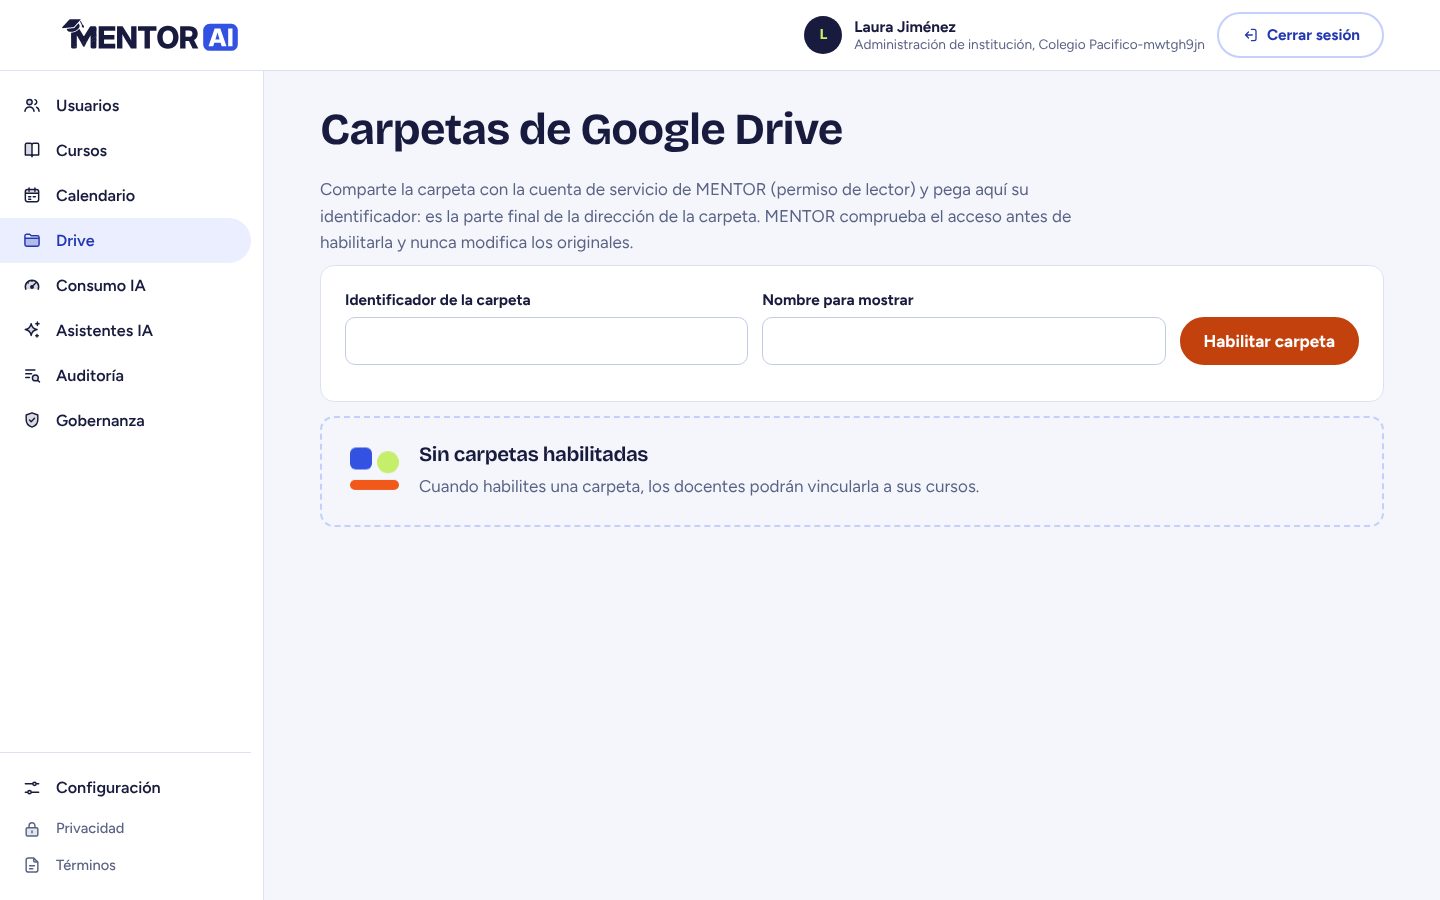 MENTOR AI
L
Laura Jiménez
Administración de institución, Colegio Pacifico-mwtgh9jn
Cerrar sesión
Usuarios
Cursos
Calendario
Drive
Consumo IA
Asistentes IA
Auditoría
Gobernanza
Configuración
Privacidad
Términos
Carpetas de Google Drive
Comparte la carpeta con la cuenta de servicio de MENTOR (permiso de lector) y pega aquí su
identificador: es la parte final de la dirección de la carpeta. MENTOR comprueba el acceso antes de
habilitarla y nunca modifica los originales.
Identificador de la carpeta
Nombre para mostrar
Habilitar carpeta
Sin carpetas habilitadas
Cuando habilites una carpeta, los docentes podrán vincularla a sus cursos.